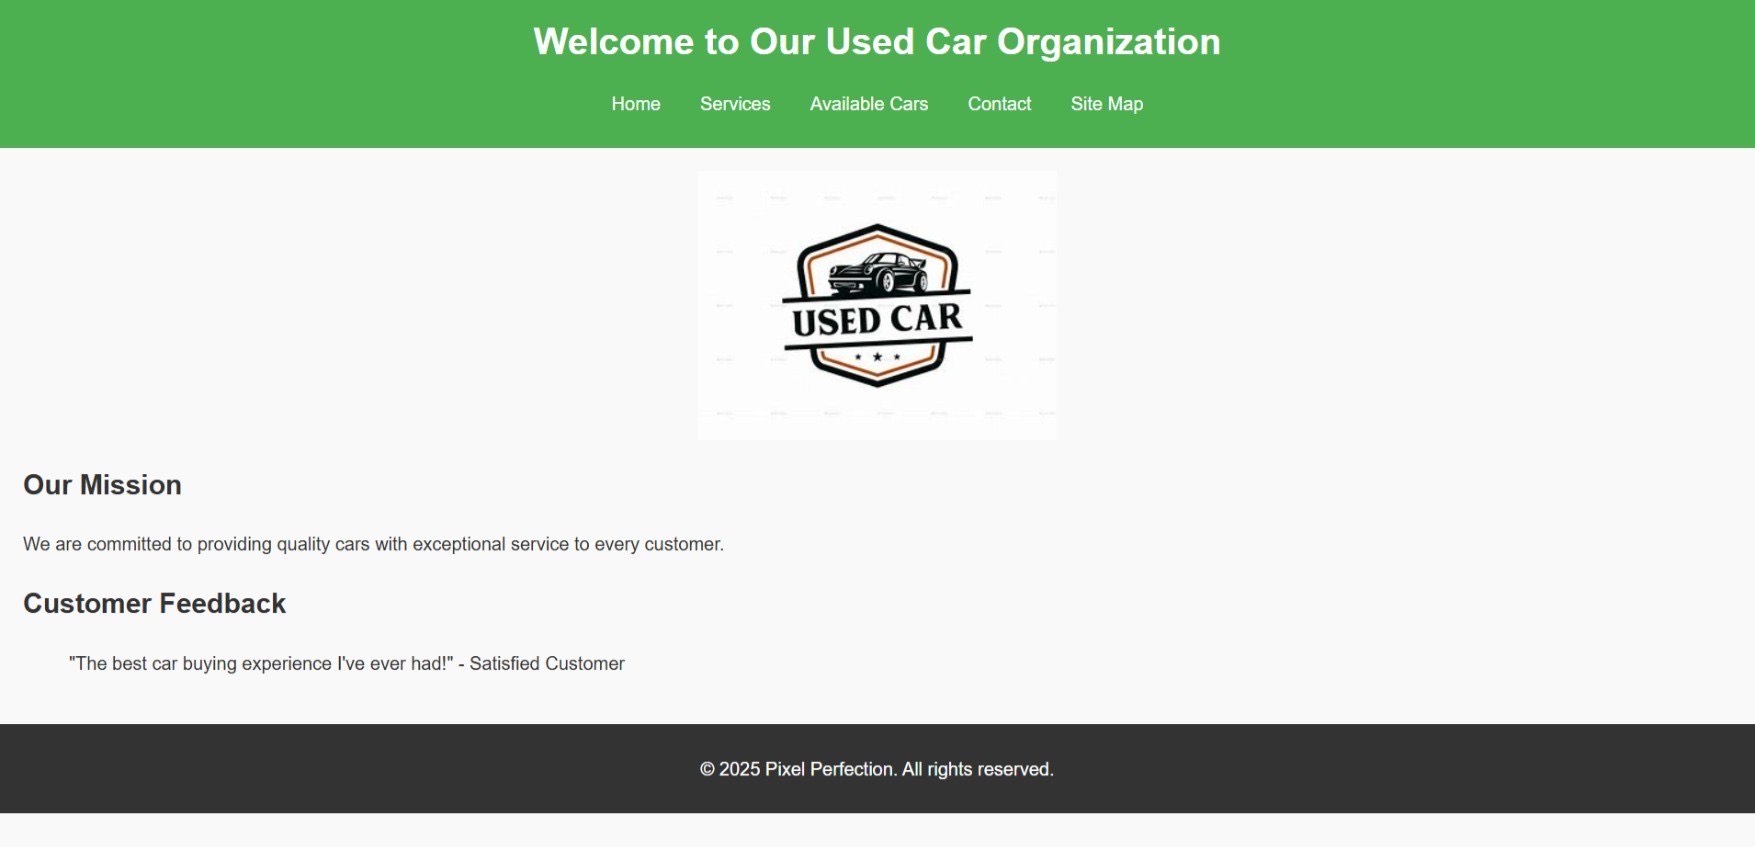 Welcome to Our Used Car Organization
Home Services Available Cars Contact Site Map
USED CAR
Our Mission
We are committed to providing quality cars with exceptional service to every customer.
Customer Feedback
"The best car buying experience I've ever had!" - Satisfied Customer
© 2025 Pixel Perfection. All rights reserved.